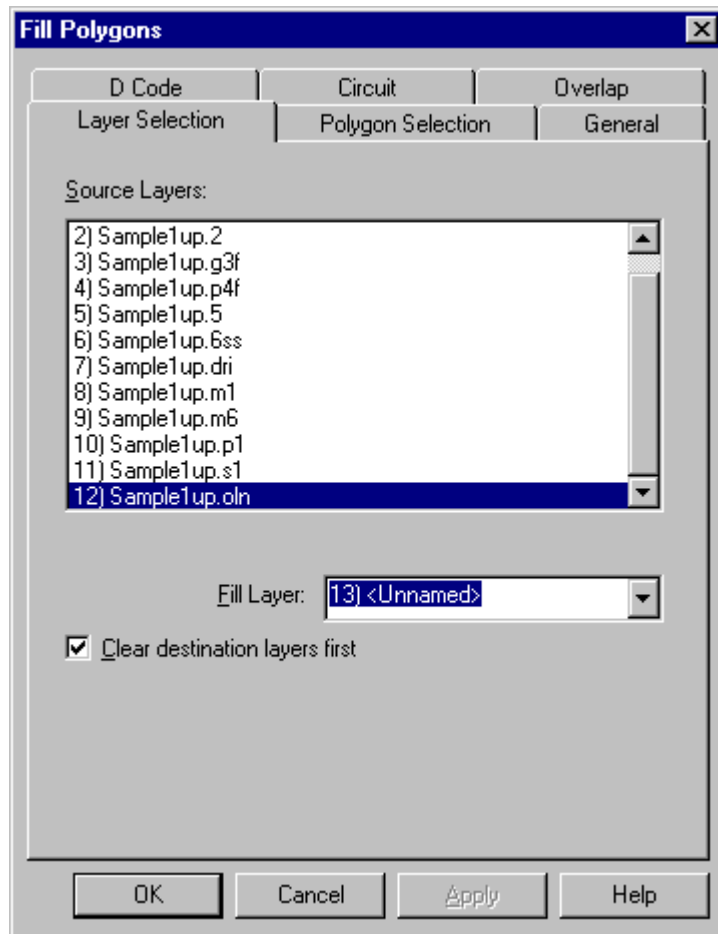 Fill Polygons
D Code Circuit Overlap
Layer Selection Polygon Selection General
Source Layers:
2) Sample1up.2
3) Sample1up.g3f
4) Sample1up.p4f
5) Sample1up.5
6) Sample1up.6ss
7) Sample1up.dri
8) Sample1up.m1
9) Sample1up.m6
10) Sample1up.p1
11) Sample1up.s1
12) Sample1up.oln
Fill Layer: 13) <Unnamed>
Clear destination layers first
OK Cancel Apply Help